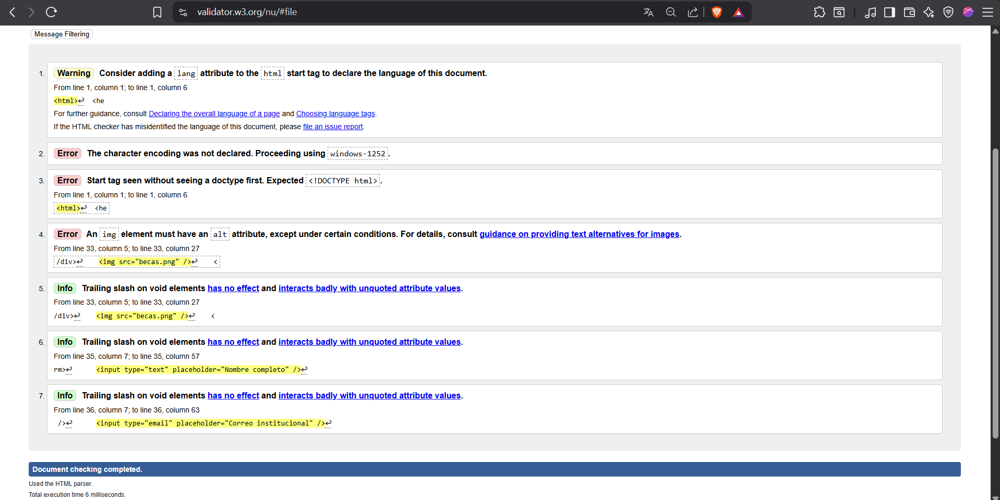 validator.w3.org/nu/#file
Message Filtering
1. Warning Consider adding a lang attribute to the html start tag to declare the language of this document.
From line 1, column 1; to line 1, column 6
<html>↩ <he
For further guidance, consult Declaring the overall language of a page and Choosing language tags.
If the HTML checker has misidentified the language of this document, please file an issue report.
2. Error The character encoding was not declared. Proceeding using windows-1252.
3. Error Start tag seen without seeing a doctype first. Expected <!DOCTYPE html>.
From line 1, column 1; to line 1, column 6
<html>↩ <he
4. Error An img element must have an alt attribute, except under certain conditions. For details, consult guidance on providing text alternatives for images.
From line 33, column 5; to line 33, column 27
/div>↩ <img src="becas.png" />↩ <
5. Info Trailing slash on void elements has no effect and interacts badly with unquoted attribute values.
From line 33, column 5; to line 33, column 27
/div>↩ <img src="becas.png" />↩ <
6. Info Trailing slash on void elements has no effect and interacts badly with unquoted attribute values.
From line 35, column 7; to line 35, column 57
rm>↩ <input type="text" placeholder="Nombre completo" />↩
7. Info Trailing slash on void elements has no effect and interacts badly with unquoted attribute values.
From line 36, column 7; to line 36, column 63
/>↩ <input type="email" placeholder="Correo institucional" />↩
Document checking completed.
Used the HTML parser.
Total execution time 6 milliseconds.